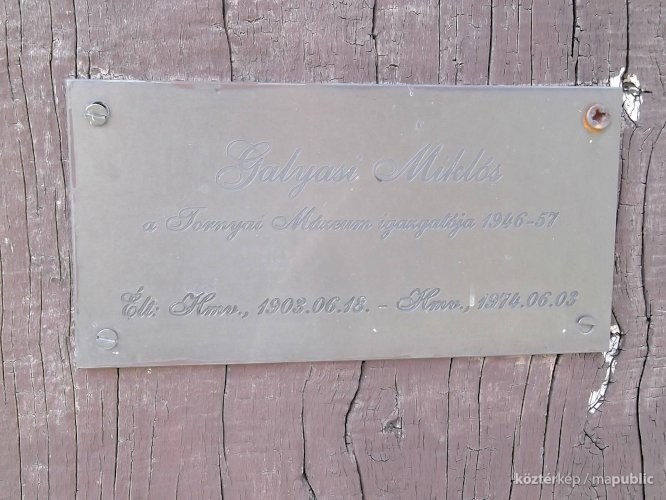 Galyasi Miklós
a Tornyai Múzeum igazgatója 1946-57
Élt: Hmv., 1903.06.18. - Hmv., 1974.06.03
köztérkép / mapublic